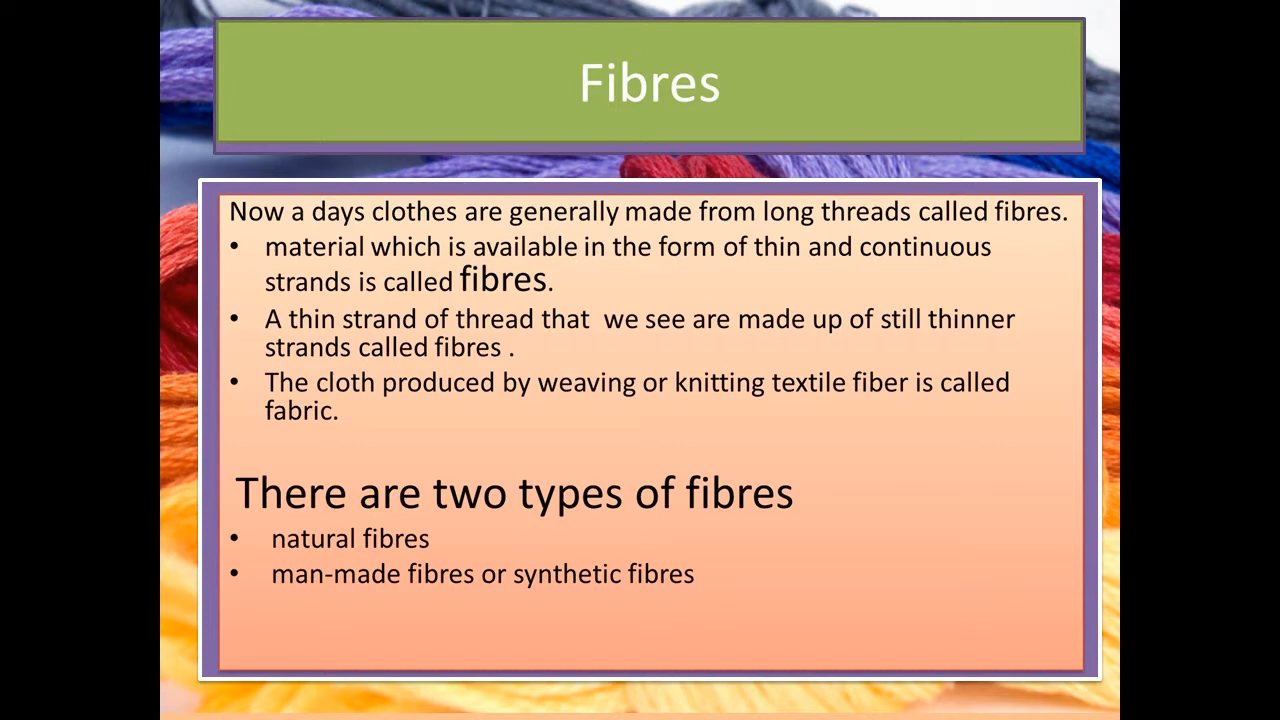 Fibres
Now a days clothes are generally made from long threads called fibres.
• material which is available in the form of thin and continuous
strands is called fibres.
• A thin strand of thread that  we see are made up of still thinner
strands called fibres .
• The cloth produced by weaving or knitting textile fiber is called
fabric.
There are two types of fibres
• natural fibres
• man-made fibres or synthetic fibres